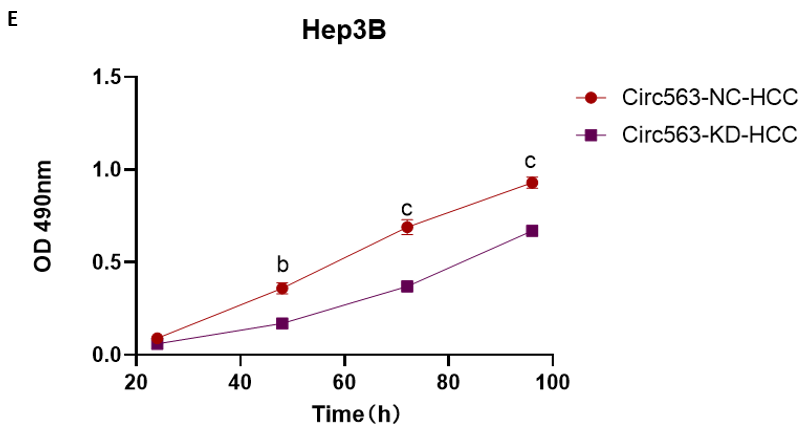 E
Hep3B
1.5
1.0
0.5
0.0
OD 490nm
20 40 60 80 100
Time（h）
b
c
c
Circ563-NC-HCC
Circ563-KD-HCC